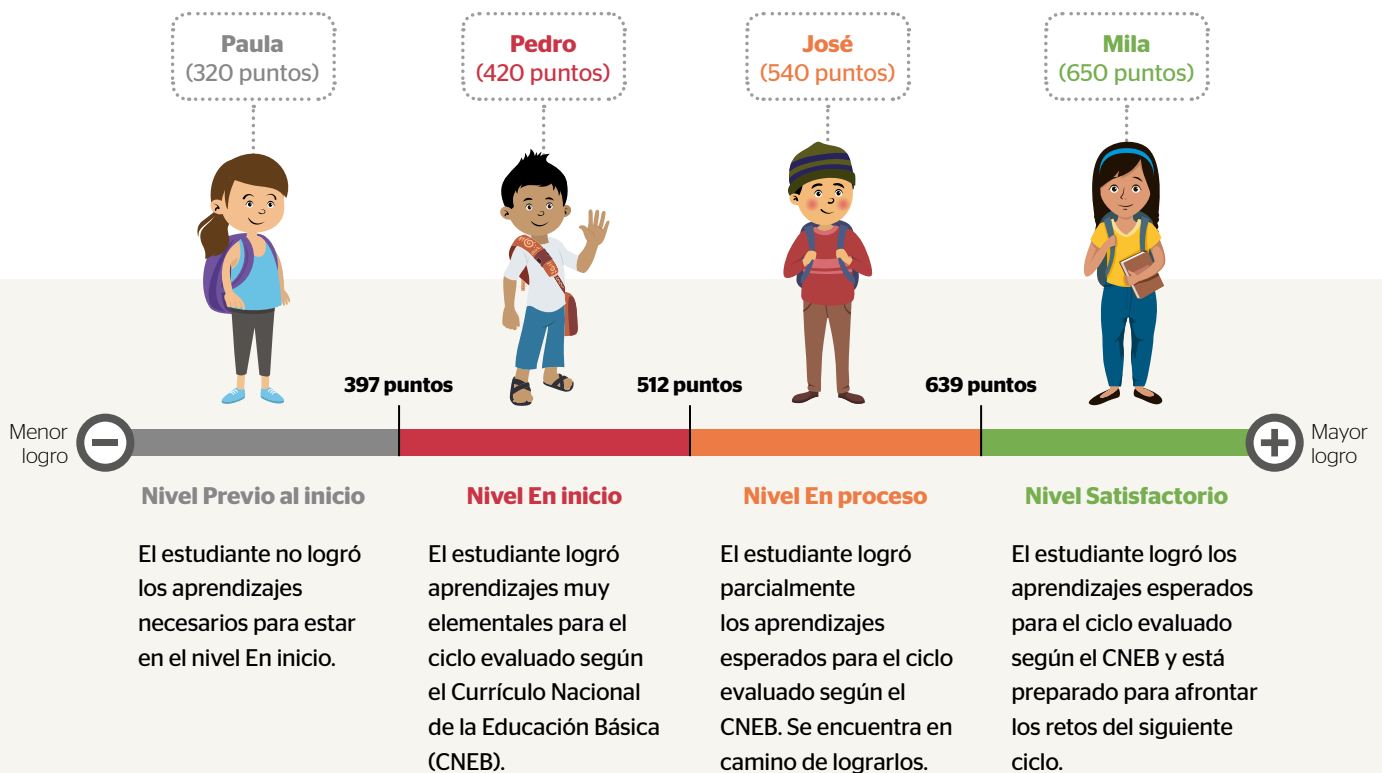 Paula
(320 puntos)
Pedro
(420 puntos)
José
(540 puntos)
Mila
(650 puntos)
397 puntos
512 puntos
639 puntos
Menor
logro
Mayor
logro
Nivel Previo al inicio
El estudiante no logró
los aprendizajes
necesarios para estar
en el nivel En inicio.
Nivel En inicio
El estudiante logró
aprendizajes muy
elementales para el
ciclo evaluado según
el Currículo Nacional
de la Educación Básica
(CNEB).
Nivel En proceso
El estudiante logró
parcialmente
los aprendizajes
esperados para el ciclo
evaluado según el
CNEB. Se encuentra en
camino de lograrlos.
Nivel Satisfactorio
El estudiante logró los
aprendizajes esperados
para el ciclo evaluado
según el CNEB y está
preparado para afrontar
los retos del siguiente
ciclo.